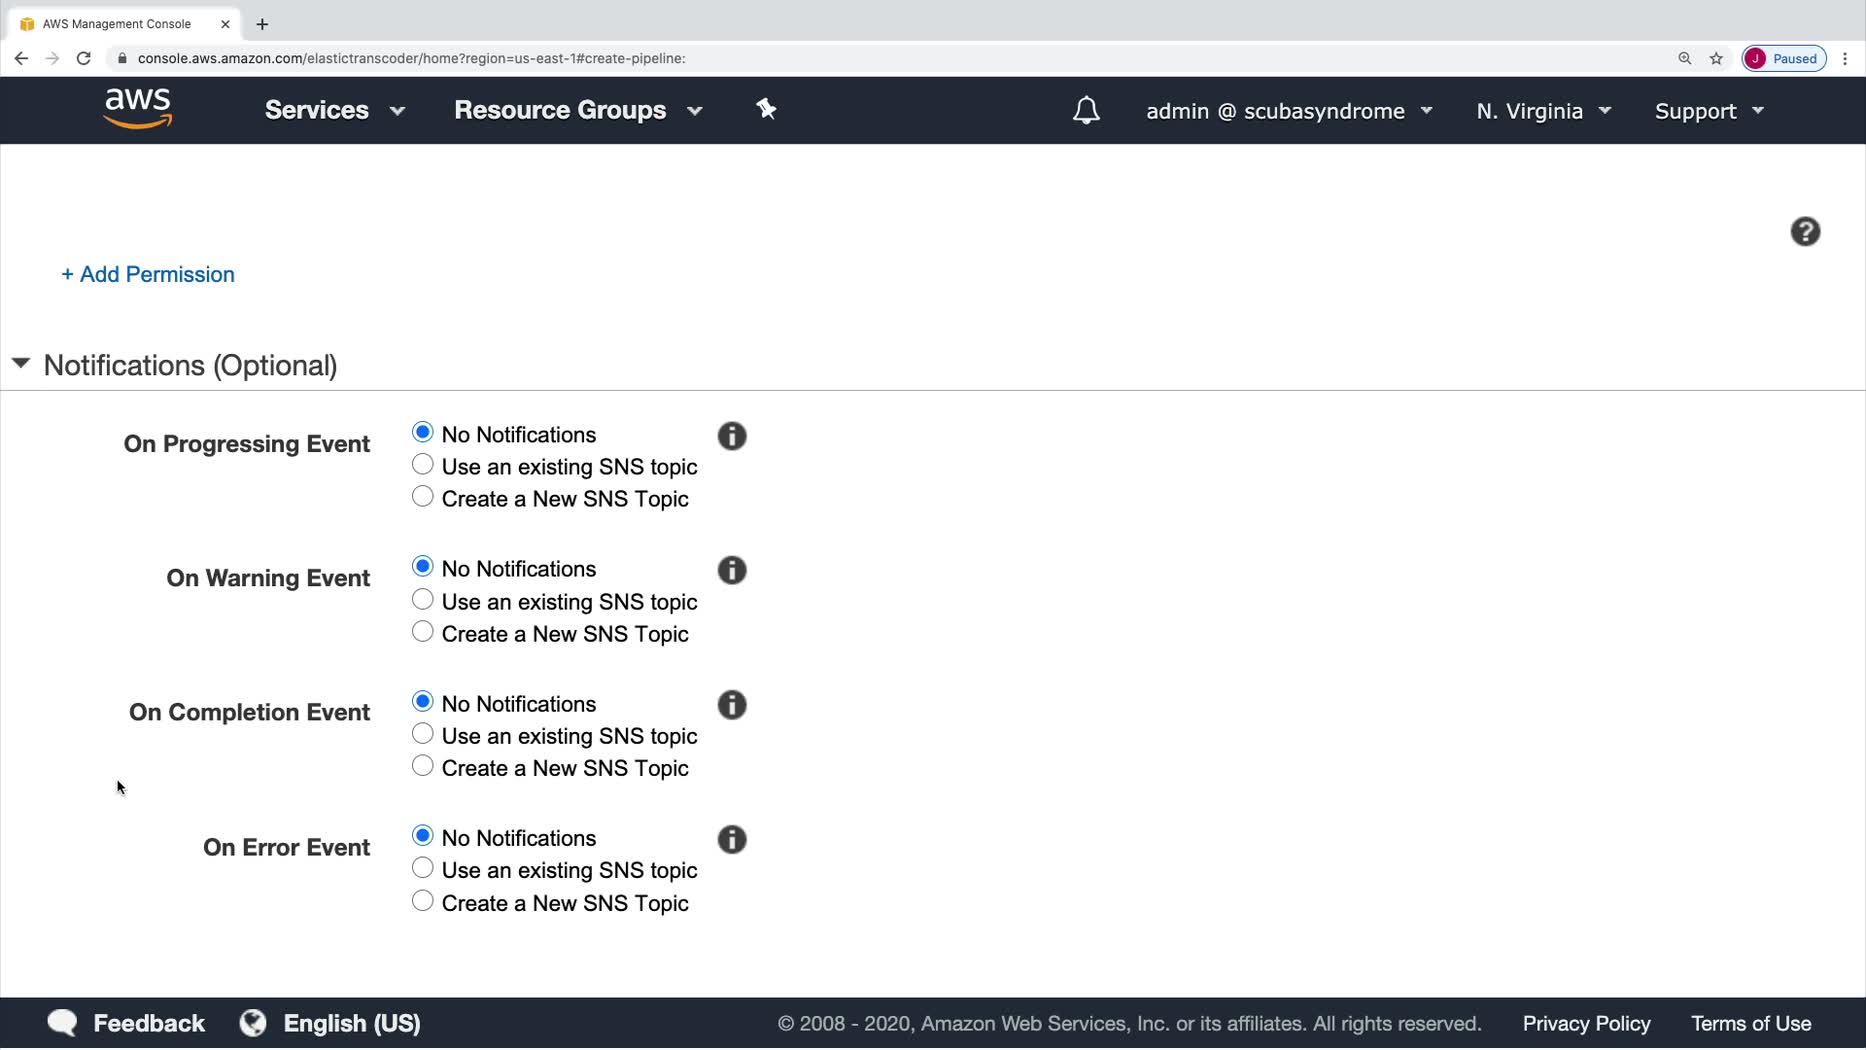 AWS Management Console
console.aws.amazon.com/elastictranscoder/home?region=us-east-1#create-pipeline:
J Paused
aws Services Resource Groups admin @ scubasyndrome N. Virginia Support
?
+ Add Permission
Notifications (Optional)
On Progressing Event
No Notifications
Use an existing SNS topic
Create a New SNS Topic
On Warning Event
No Notifications
Use an existing SNS topic
Create a New SNS Topic
On Completion Event
No Notifications
Use an existing SNS topic
Create a New SNS Topic
On Error Event
No Notifications
Use an existing SNS topic
Create a New SNS Topic
Feedback English (US) © 2008 - 2020, Amazon Web Services, Inc. or its affiliates. All rights reserved. Privacy Policy Terms of Use